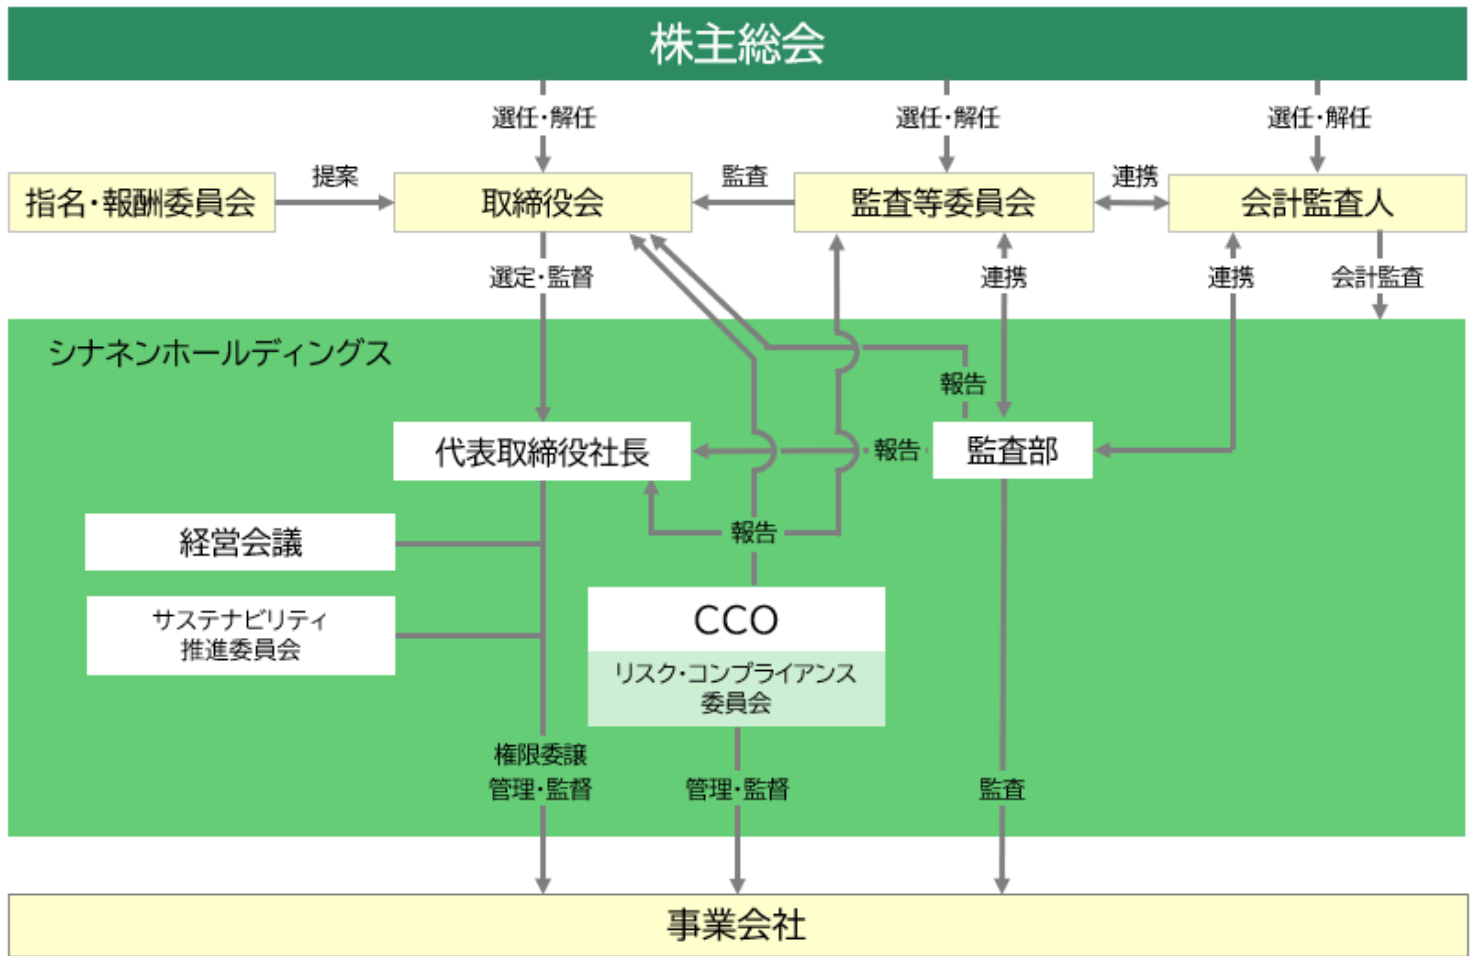 株主総会
選任・解任
選任・解任
選任・解任
指名・報酬委員会
提案
取締役会
監査
監査等委員会
連携
会計監査人
選定・監督
連携
連携
会計監査
シナネンホールディングス
報告
代表取締役社長
報告
監査部
経営会議
報告
サステナビリティ
推進委員会
CCO
リスク・コンプライアンス
委員会
権限委譲
管理・監督
管理・監督
監査
事業会社